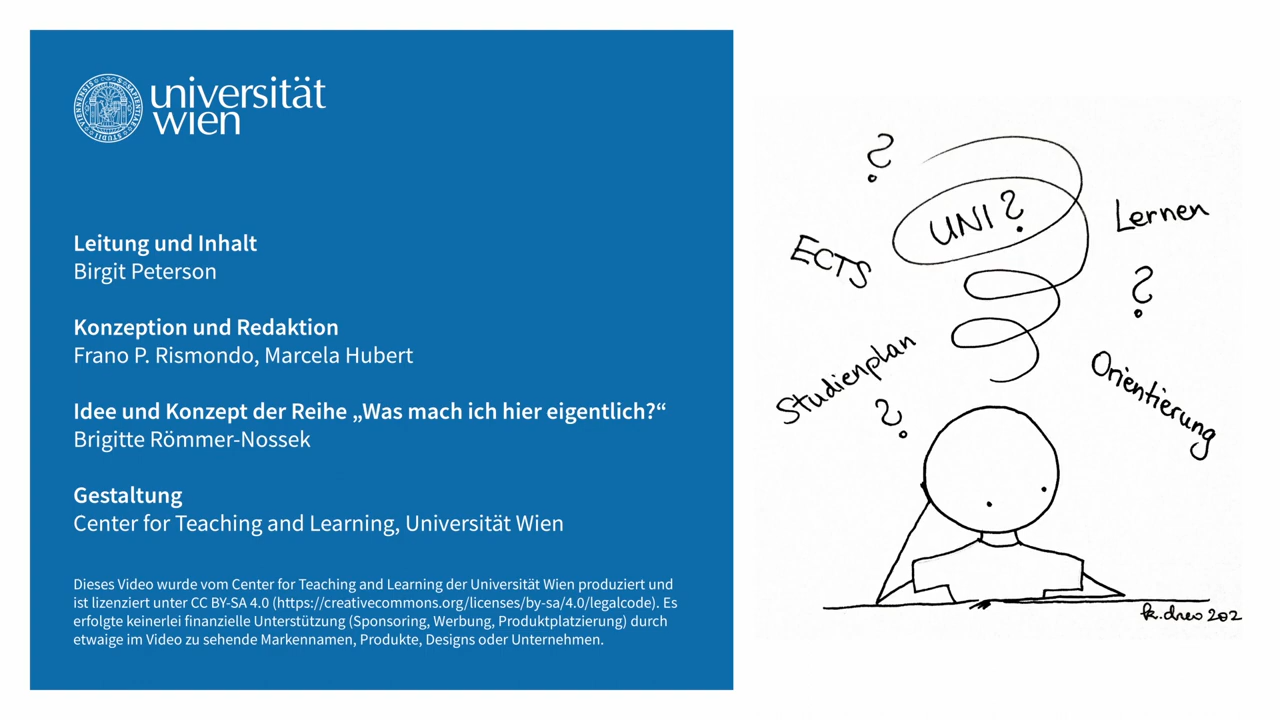 universität
wien
Leitung und Inhalt
Birgit Peterson
Konzeption und Redaktion
Frano P. Rismondo, Marcela Hubert
Idee und Konzept der Reihe „Was mach ich hier eigentlich?“
Brigitte Römmer-Nossek
Gestaltung
Center for Teaching and Learning, Universität Wien
Dieses Video wurde vom Center for Teaching and Learning der Universität Wien produziert und
ist lizenziert unter CC BY-SA 4.0 (https://creativecommons.org/licenses/by-sa/4.0/legalcode). Es
erfolgte keinerlei finanzielle Unterstützung (Sponsoring, Werbung, Produktplatzierung) durch
etwaige im Video zu sehende Markennamen, Produkte, Designs oder Unternehmen.
?
UNI?
Lernen
ECTS
?
Studienplan
?
Orientierung